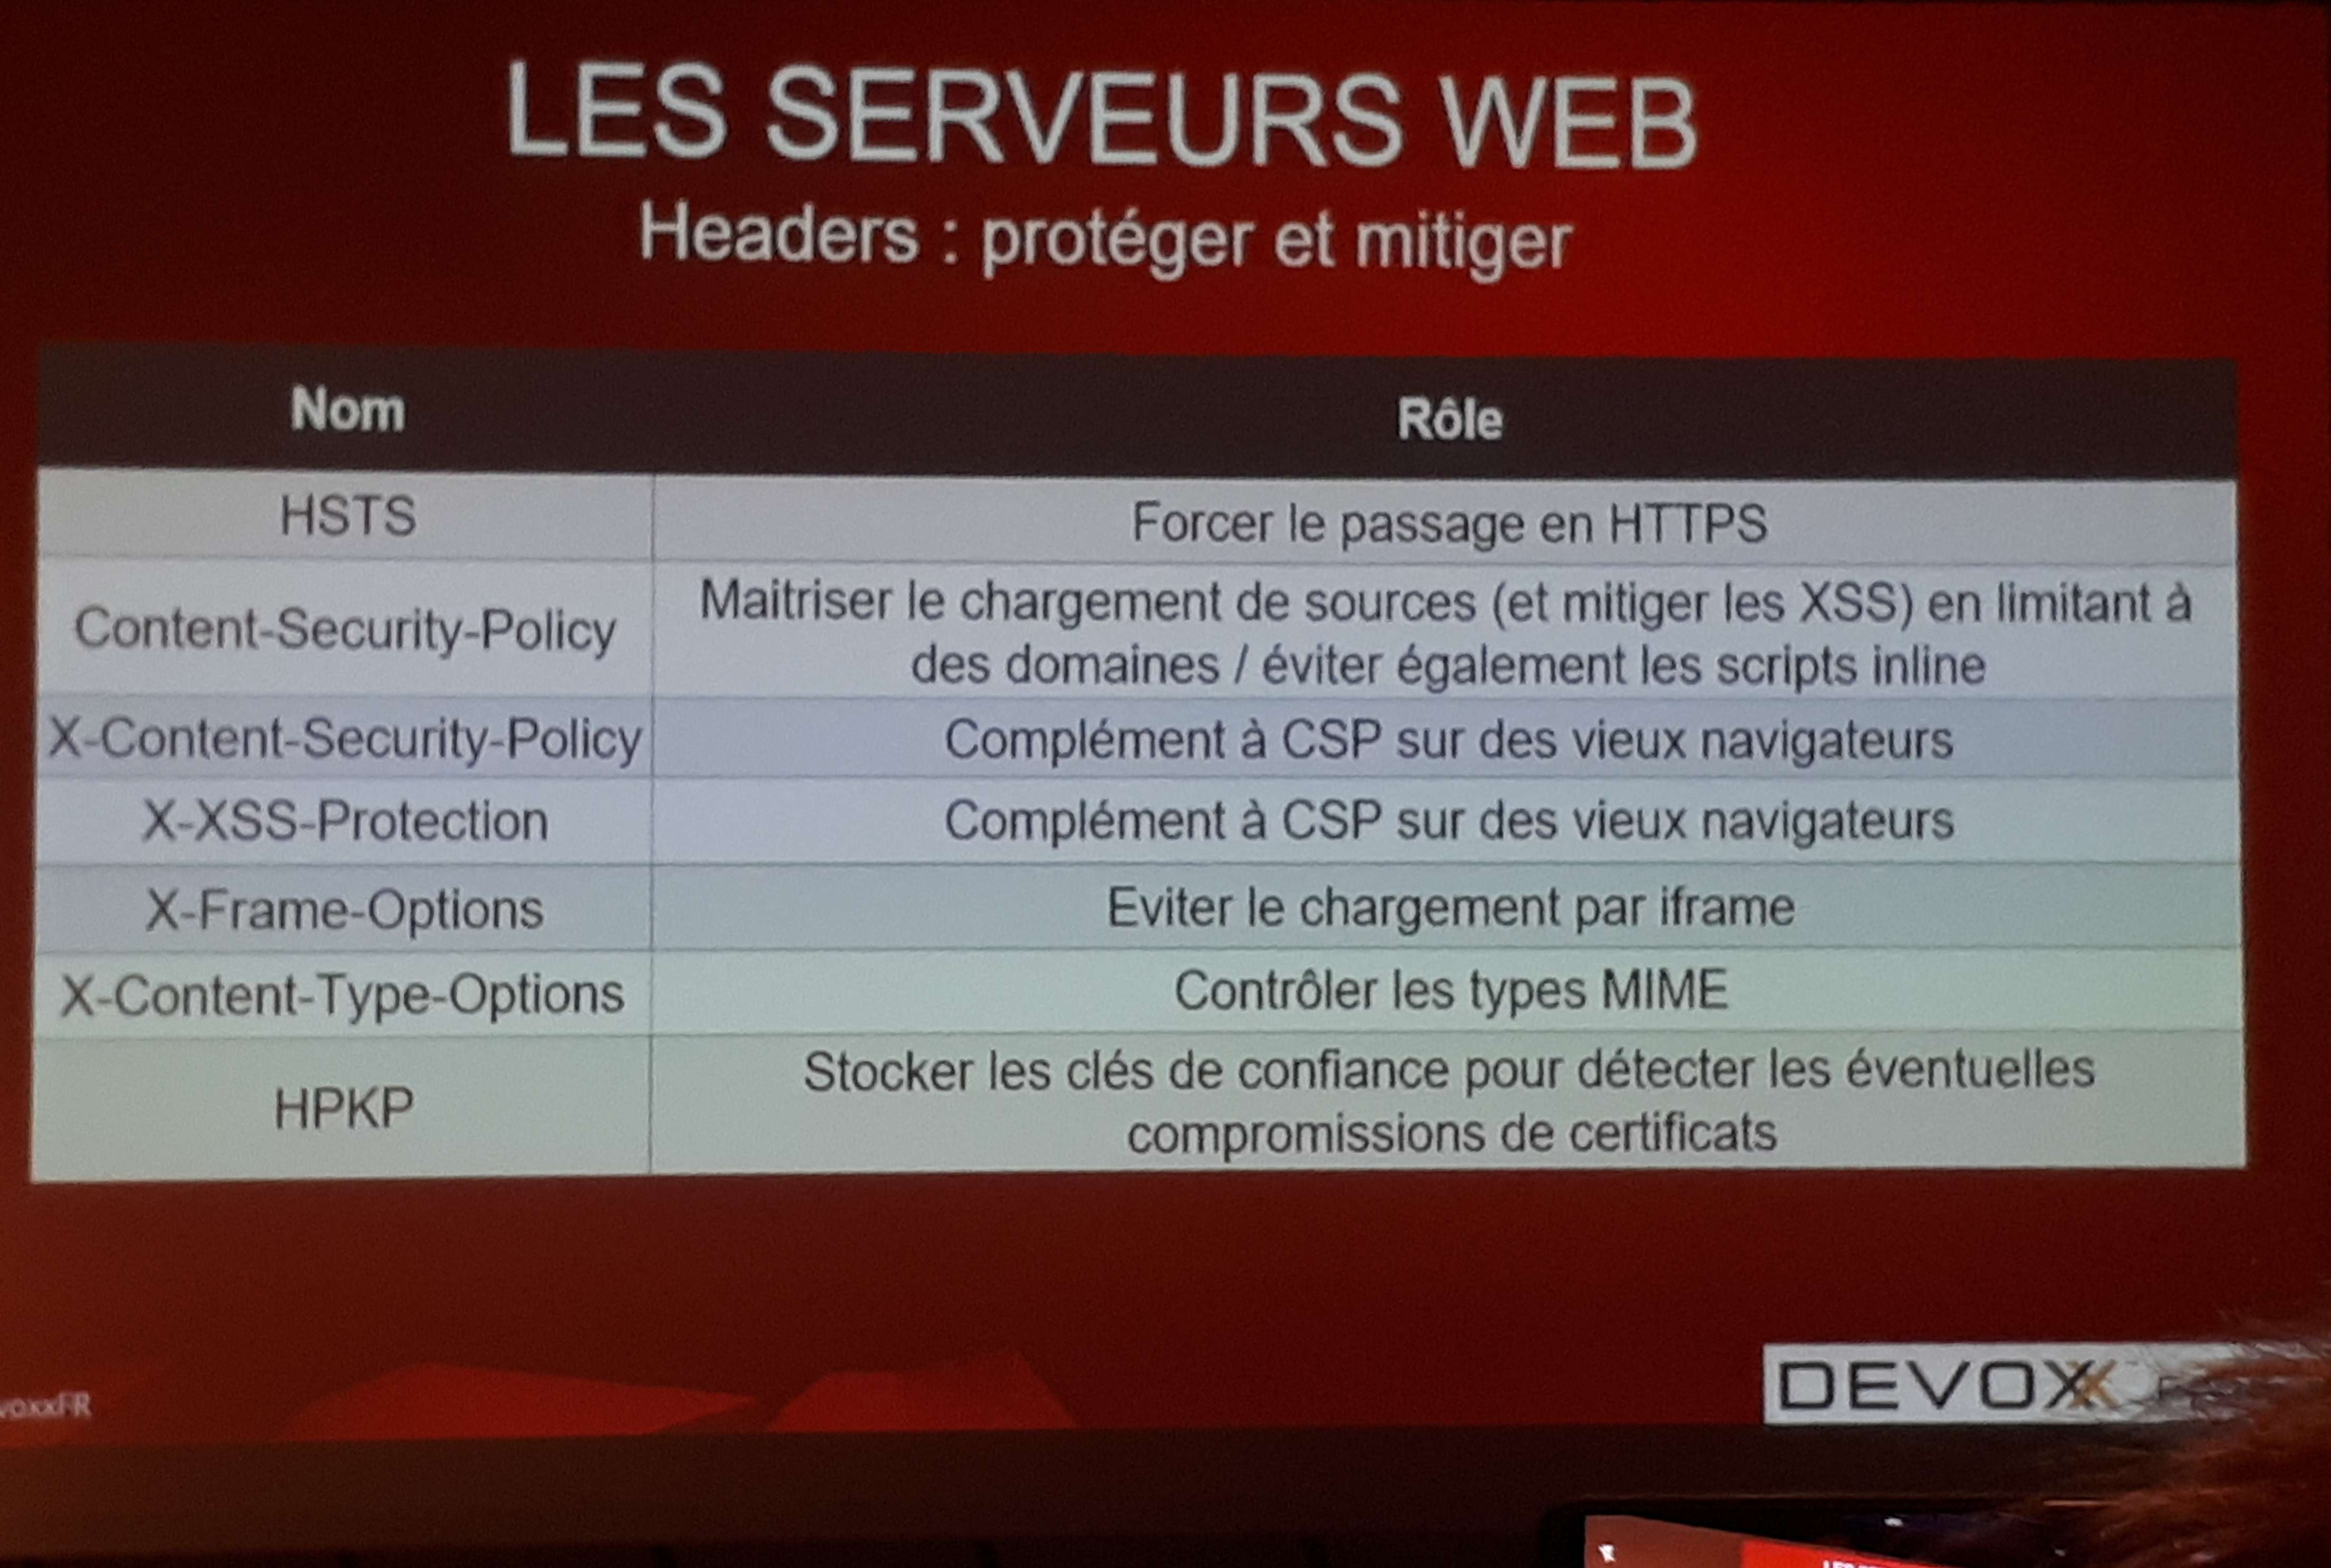 LES SERVEURS WEB
Headers : protéger et mitiger
Nom
Rôle
HSTS
Forcer le passage en HTTPS
Content-Security-Policy
Maitriser le chargement de sources (et mitiger les XSS) en limitant à
des domaines / éviter également les scripts inline
X-Content-Security-Policy
Complément à CSP sur des vieux navigateurs
X-XSS-Protection
Complément à CSP sur des vieux navigateurs
X-Frame-Options
Eviter le chargement par iframe
X-Content-Type-Options
Contrôler les types MIME
HPKP
Stocker les clés de confiance pour détecter les éventuelles
compromissions de certificats
voxxFR
DEVOXX